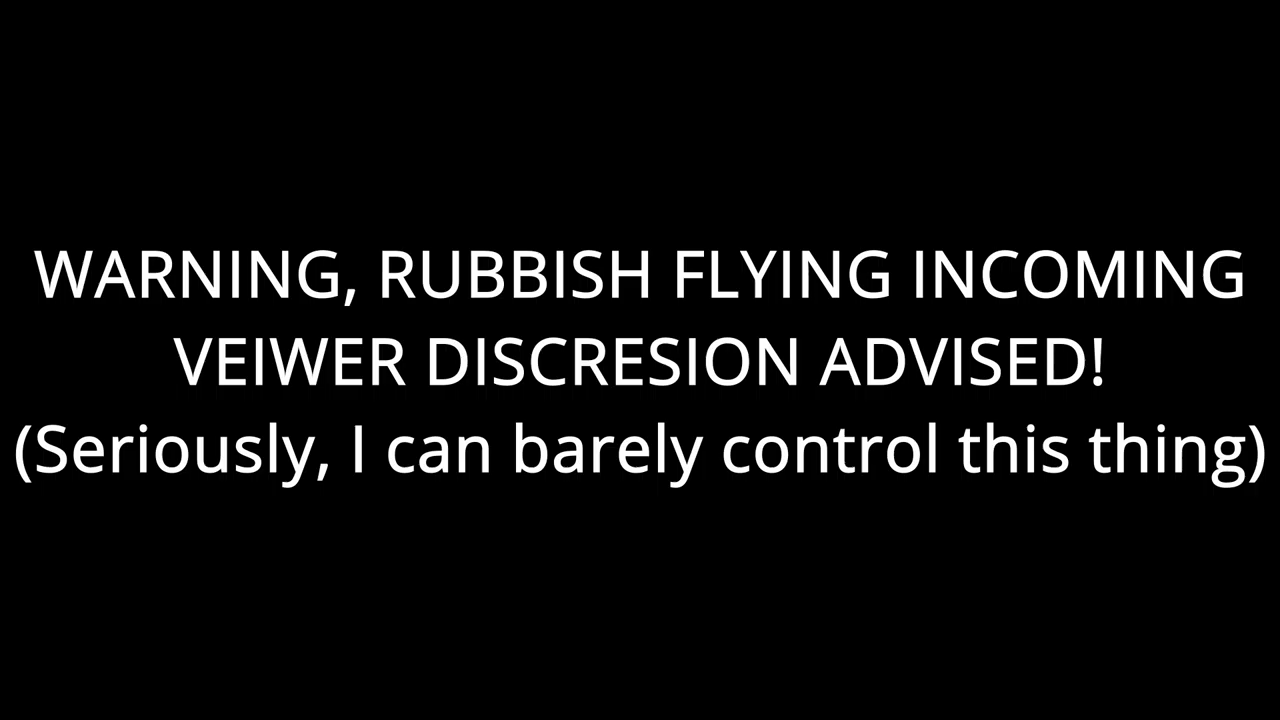 WARNING, RUBBISH FLYING INCOMING
VEIWER DISCRESION ADVISED!
(Seriously, I can barely control this thing)